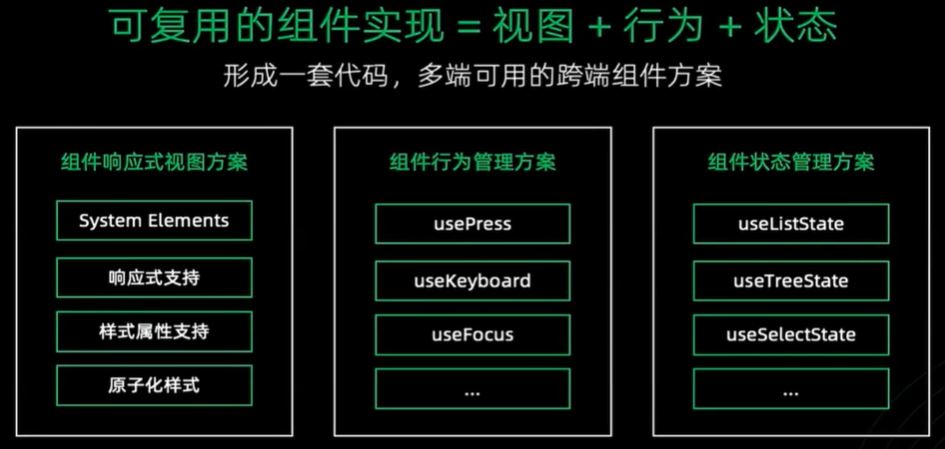 可复用的组件实现 = 视图 + 行为 + 状态
形成一套代码，多端可用的跨端组件方案
组件响应式视图方案
System Elements
响应式支持
样式属性支持
原子化样式
组件行为管理方案
usePress
useKeyboard
useFocus
...
组件状态管理方案
useListState
useTreeState
useSelectState
...